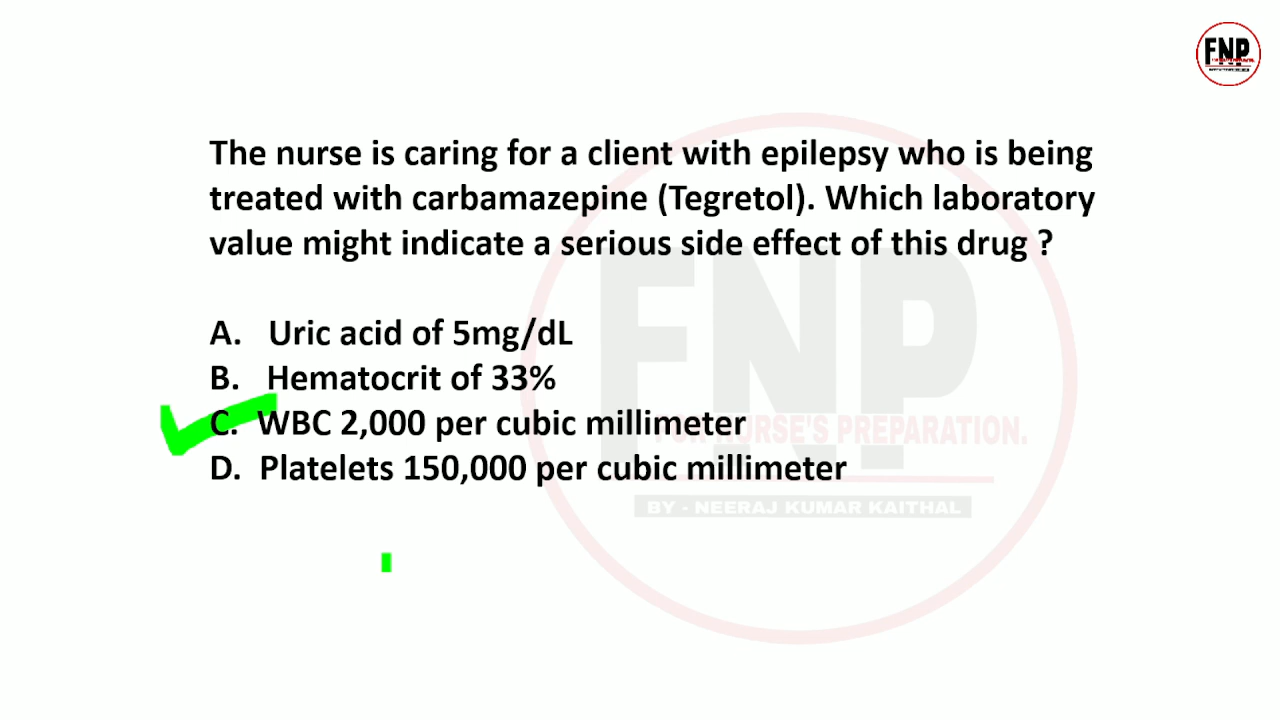 FNP
The nurse is caring for a client with epilepsy who is being
treated with carbamazepine (Tegretol). Which laboratory
value might indicate a serious side effect of this drug ?
A. Uric acid of 5mg/dL
B. Hematocrit of 33%
C. WBC 2,000 per cubic millimeter
D. Platelets 150,000 per cubic millimeter
FNP
FOR NURSE'S PREPARATION.
BY - NEERAJ KUMAR KAITHAL